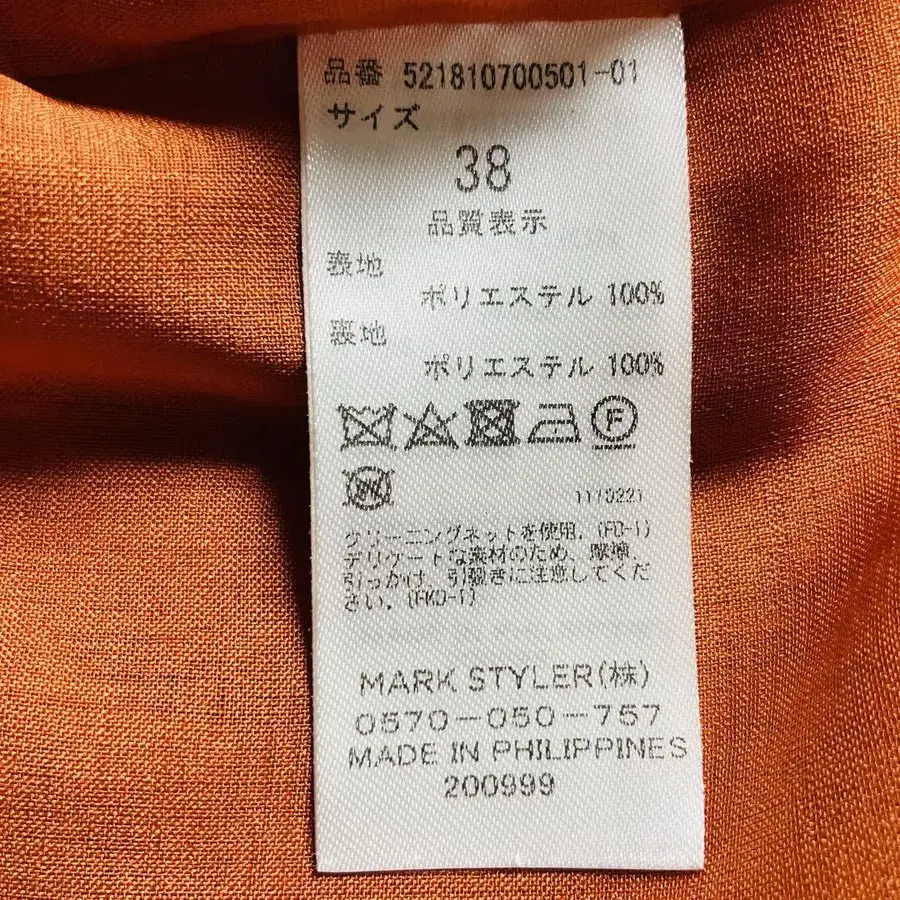 品番 521810700501-01
サイズ
38
品質表示
表地
ポリエステル 100%
裏地
ポリエステル 100%
F
W
11/0221
クリーニングネットを使用. (FD-1)
デリケートな素材のため、摩擦、
引っかけ、引裂きに注意してくだ
さい. (FKD-1)
MARK STYLER(株)
0570-050-757
MADE IN PHILIPPINES
200999